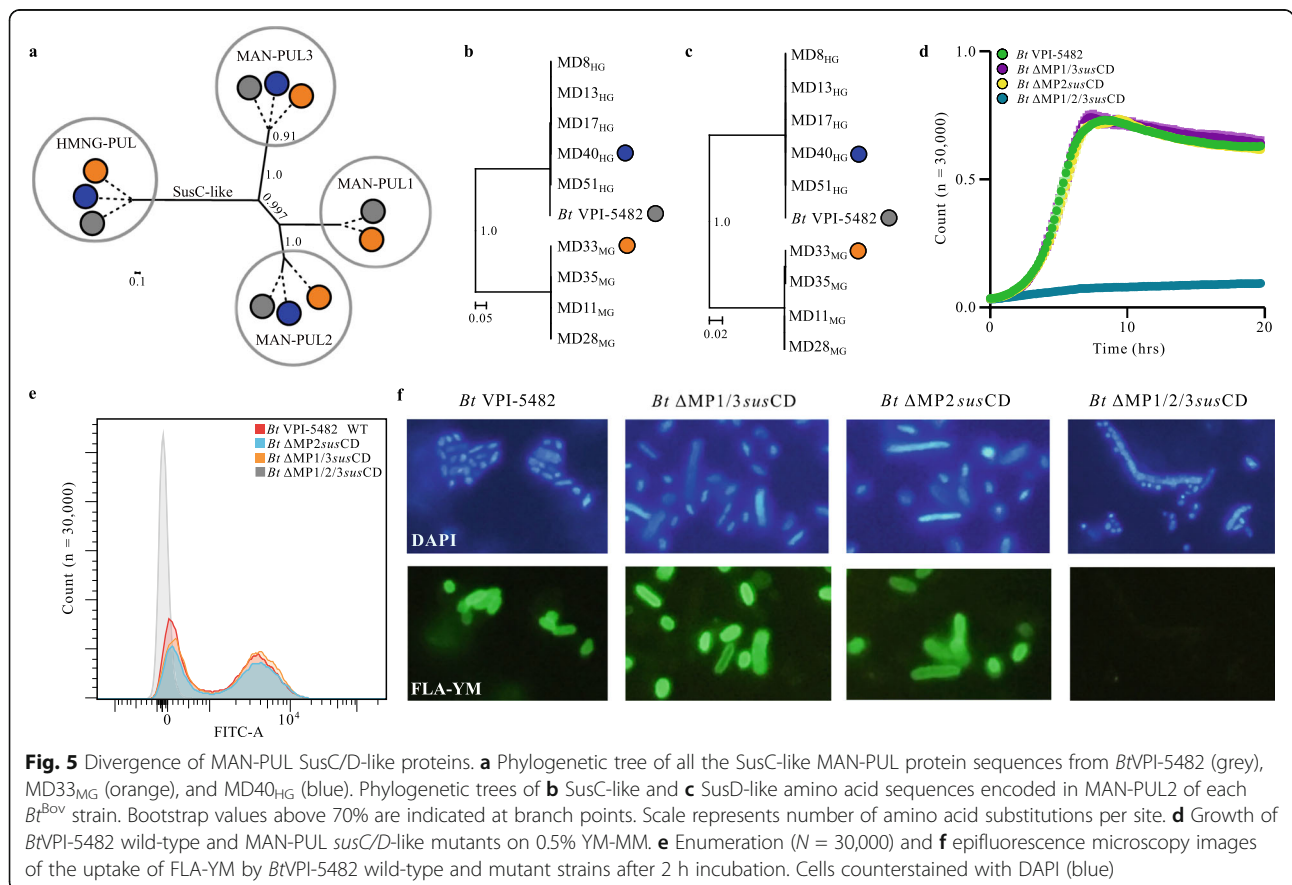 a
MAN-PUL3
0.91
HMNG-PUL
1.0
SusC-like
0.997
MAN-PUL1
1.0
0.1
MAN-PUL2
b
MD8HG
MD13HG
MD17HG
MD40HG
MD51HG
Bt VPI-5482
1.0
MD33MG
MD35MG
MD11MG
MD28MG
0.05
c
MD8HG
MD13HG
MD17HG
MD40HG
MD51HG
Bt VPI-5482
1.0
MD33MG
MD35MG
MD11MG
MD28MG
0.02
d
1.0
0.5
0.0
Count (n = 30,000)
Bt VPI-5482
Bt ΔMP1/3susCD
Bt ΔMP2susCD
Bt ΔMP1/2/3susCD
0
10
20
Time (hrs)
e
Count (n = 30,000)
Bt VPI-5482 WT
Bt ΔMP2susCD
Bt ΔMP1/3susCD
Bt ΔMP1/2/3susCD
0
10⁴
FITC-A
f
Bt VPI-5482
Bt ΔMP1/3susCD
Bt ΔMP2susCD
Bt ΔMP1/2/3susCD
DAPI
FLA-YM
Fig. 5 Divergence of MAN-PUL SusC/D-like proteins. a Phylogenetic tree of all the SusC-like MAN-PUL protein sequences from BtVPI-5482 (grey),
MD33MG (orange), and MD40HG (blue). Phylogenetic trees of b SusC-like and c SusD-like amino acid sequences encoded in MAN-PUL2 of each
BtBov strain. Bootstrap values above 70% are indicated at branch points. Scale represents number of amino acid substitutions per site. d Growth of
BtVPI-5482 wild-type and MAN-PUL susC/D-like mutants on 0.5% YM-MM. e Enumeration (N = 30,000) and f epifluorescence microscopy images
of the uptake of FLA-YM by BtVPI-5482 wild-type and mutant strains after 2 h incubation. Cells counterstained with DAPI (blue)